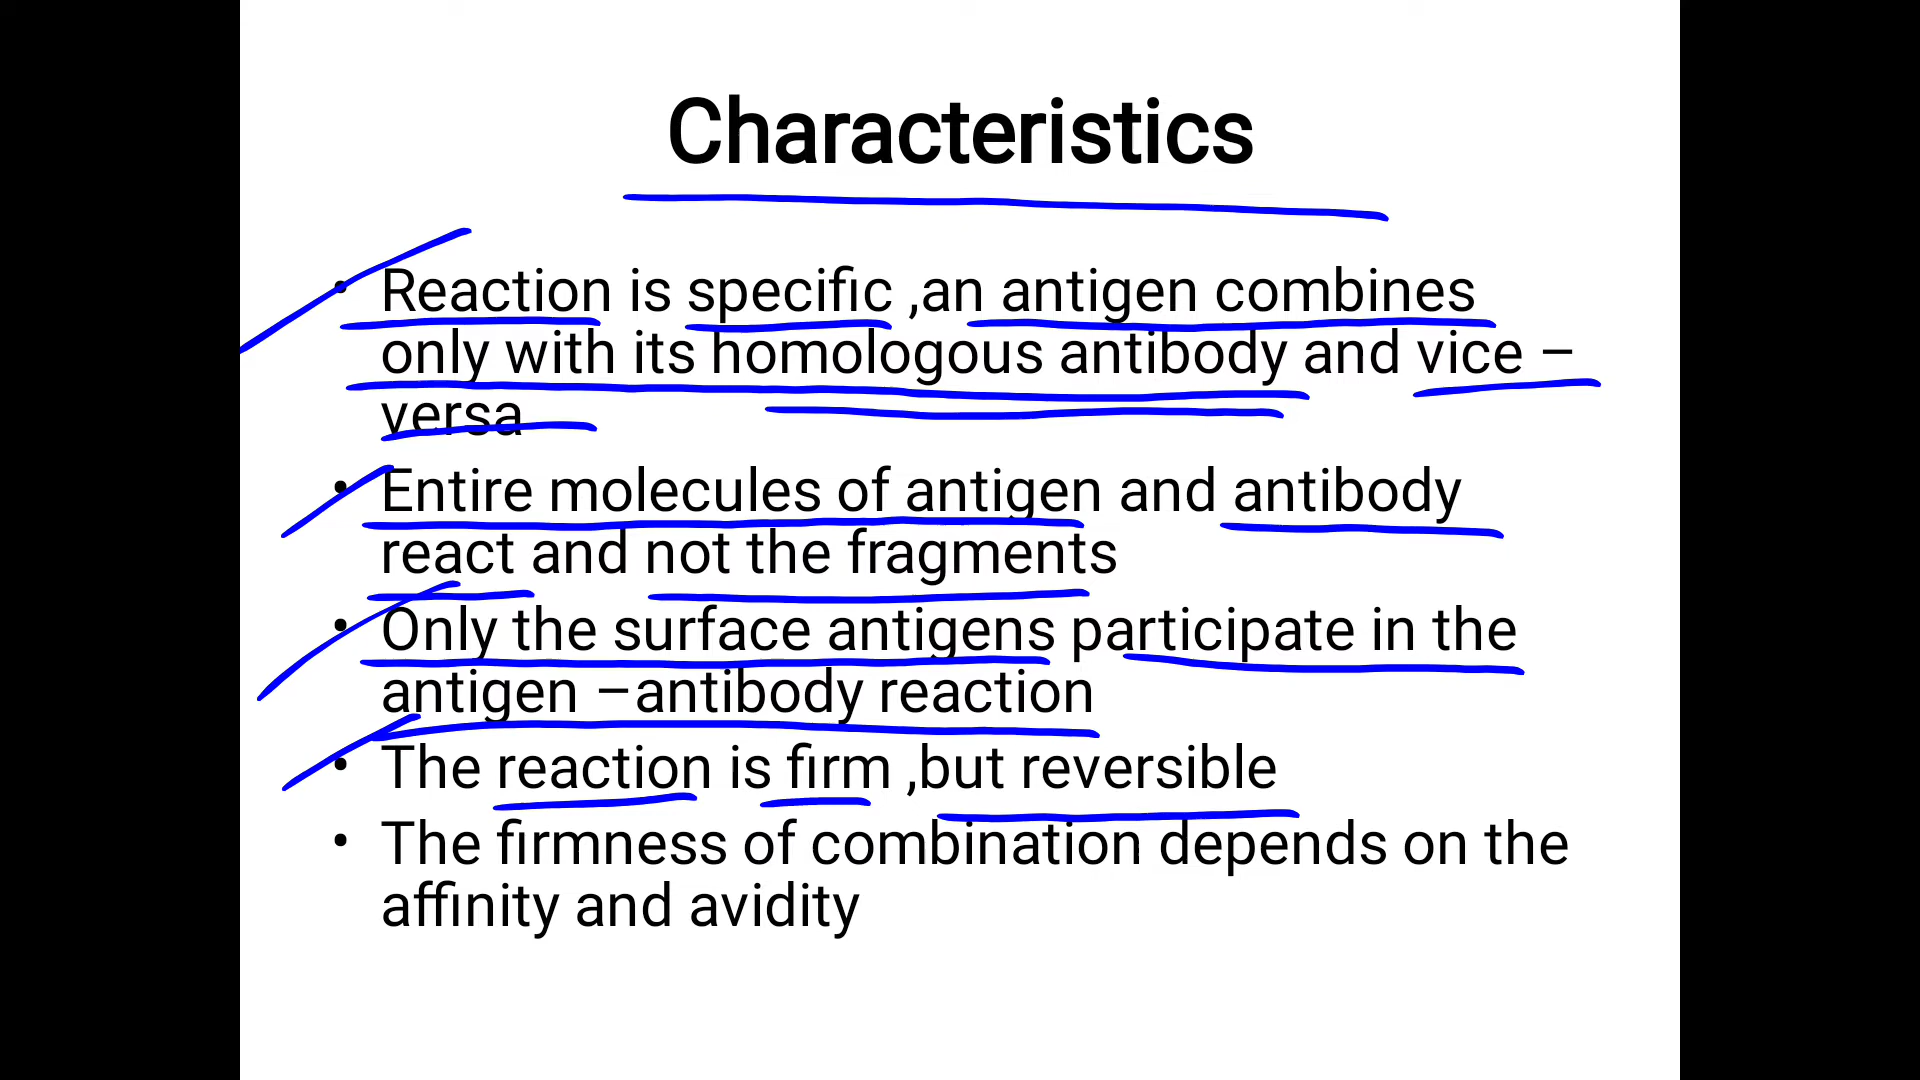 Characteristics
• Reaction is specific ,an antigen combines
only with its homologous antibody and vice –
versa
• Entire molecules of antigen and antibody
react and not the fragments
• Only the surface antigens participate in the
antigen –antibody reaction
• The reaction is firm ,but reversible
• The firmness of combination depends on the
affinity and avidity